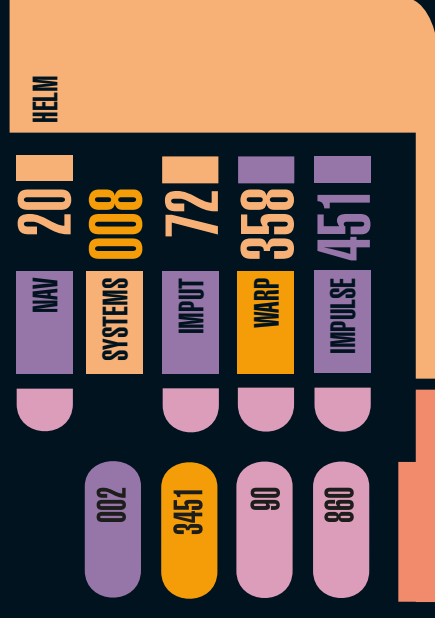 NAV 20 HELM
002 SYSTEMS 008
3451 IMPUT 72
90 WARP 358
860 IMPULSE 451